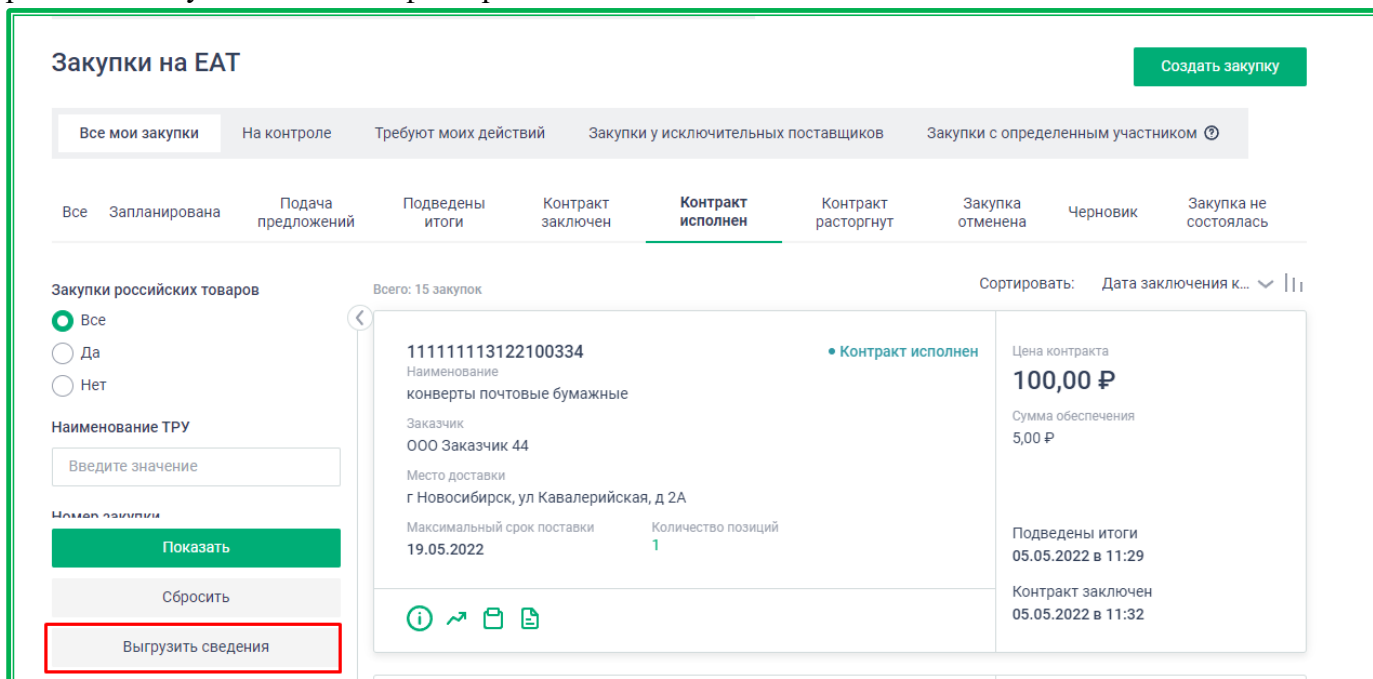 Закупки на ЕАТ
Создать закупку
Все мои закупки На контроле Требуют моих действий Закупки у исключительных поставщиков Закупки с определенным участником
Все Запланирована Подача предложений Подведены итоги Контракт заключен Контракт исполнен Контракт расторгнут Закупка отменена Черновик Закупка не состоялась
Закупки российских товаров
Все
Да
Нет
Наименование ТРУ
Введите значение
Номер закупки
Показать
Сбросить
Выгрузить сведения
Всего: 15 закупок
Сортировать: Дата заключения к...
111111113122100334
• Контракт исполнен
Наименование
конверты почтовые бумажные
Заказчик
ООО Заказчик 44
Место доставки
г Новосибирск, ул Кавалерийская, д 2А
Максимальный срок поставки Количество позиций
19.05.2022 1
Цена контракта
100,00 ₽
Сумма обеспечения
5,00 ₽
Подведены итоги
05.05.2022 в 11:29
Контракт заключен
05.05.2022 в 11:32